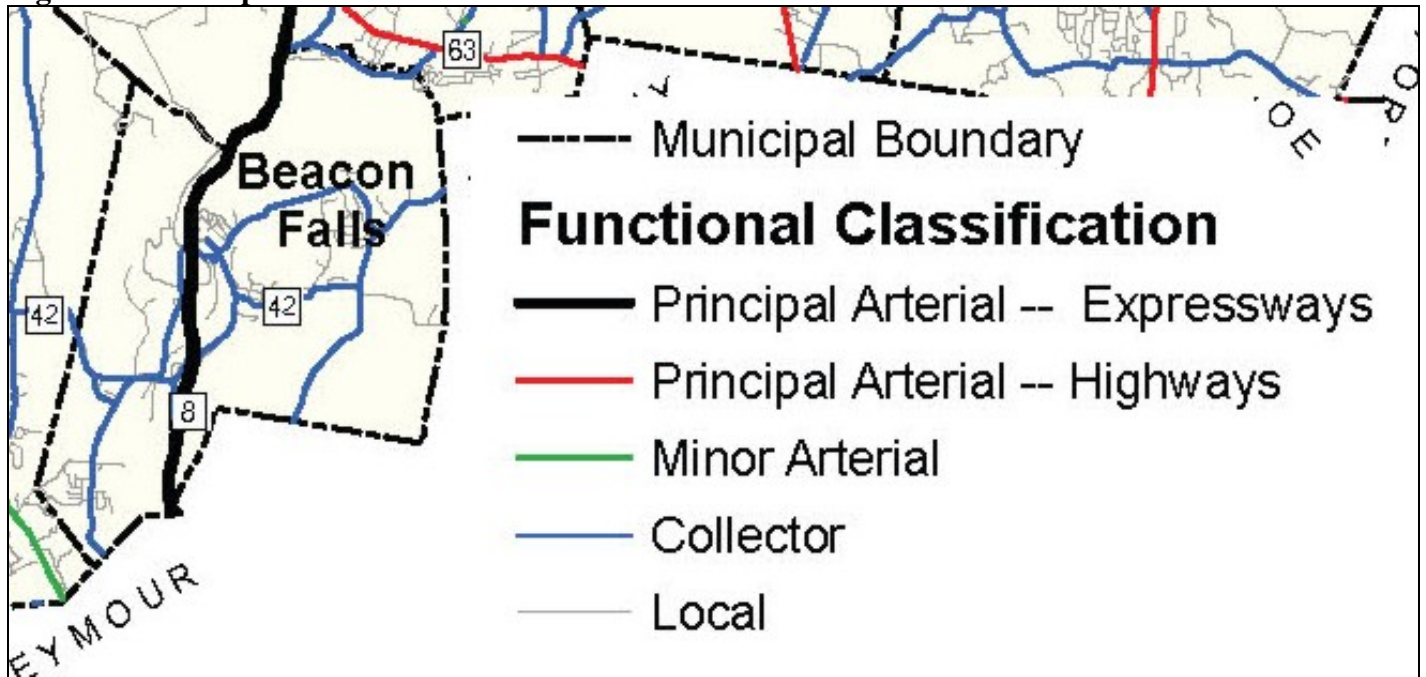 63
Beacon
Falls
42
42
8
EYMOUR
OE
Municipal Boundary
Functional Classification
Principal Arterial -- Expressways
Principal Arterial -- Highways
Minor Arterial
Collector
Local